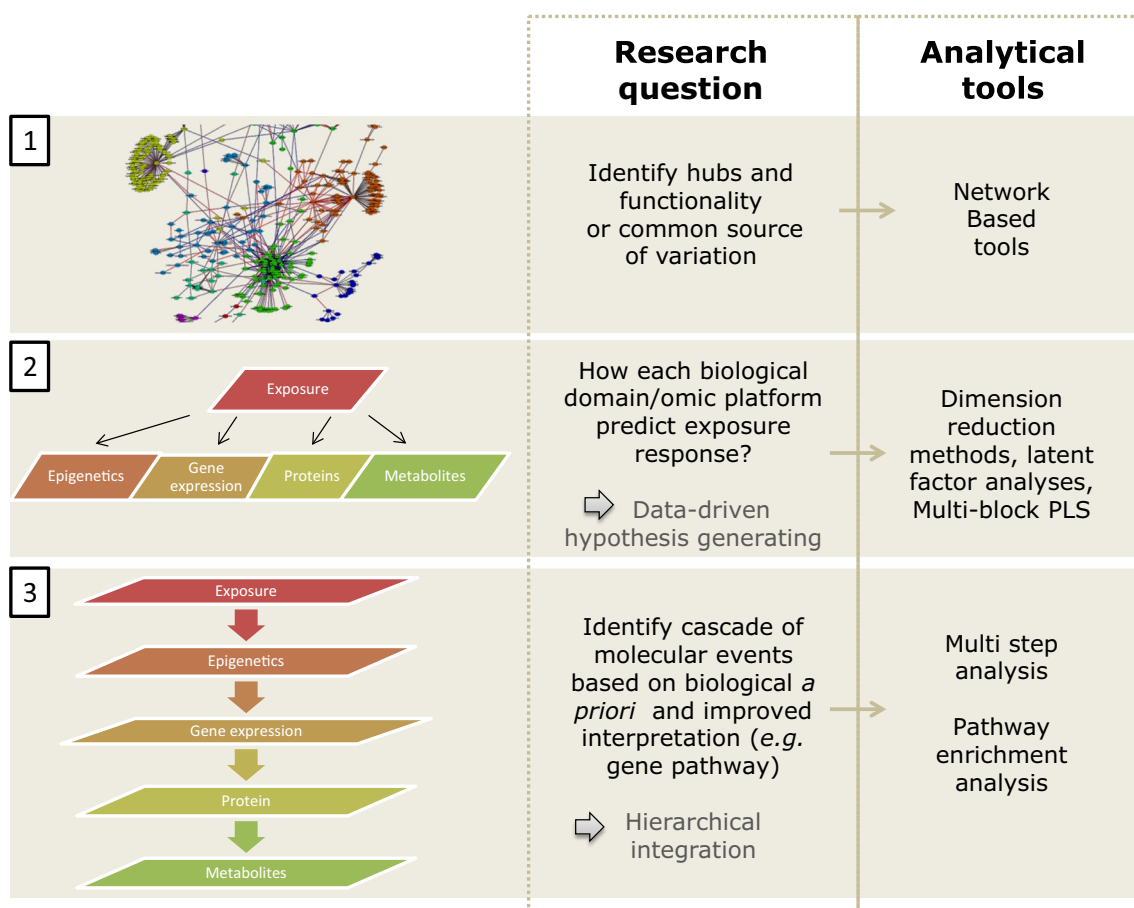 Research
question
Analytical
tools
1
Identify hubs and
functionality
or common source
of variation
Network
Based
tools
2
Exposure
Epigenetics
Gene
expression
Proteins
Metabolites
How each biological
domain/omic platform
predict exposure
response?
Data-driven
hypothesis generating
Dimension
reduction
methods, latent
factor analyses,
Multi-block PLS
3
Exposure
Epigenetics
Gene expression
Protein
Metabolites
Identify cascade of
molecular events
based on biological a
priori and improved
interpretation (e.g.
gene pathway)
Hierarchical
integration
Multi step
analysis
Pathway
enrichment
analysis